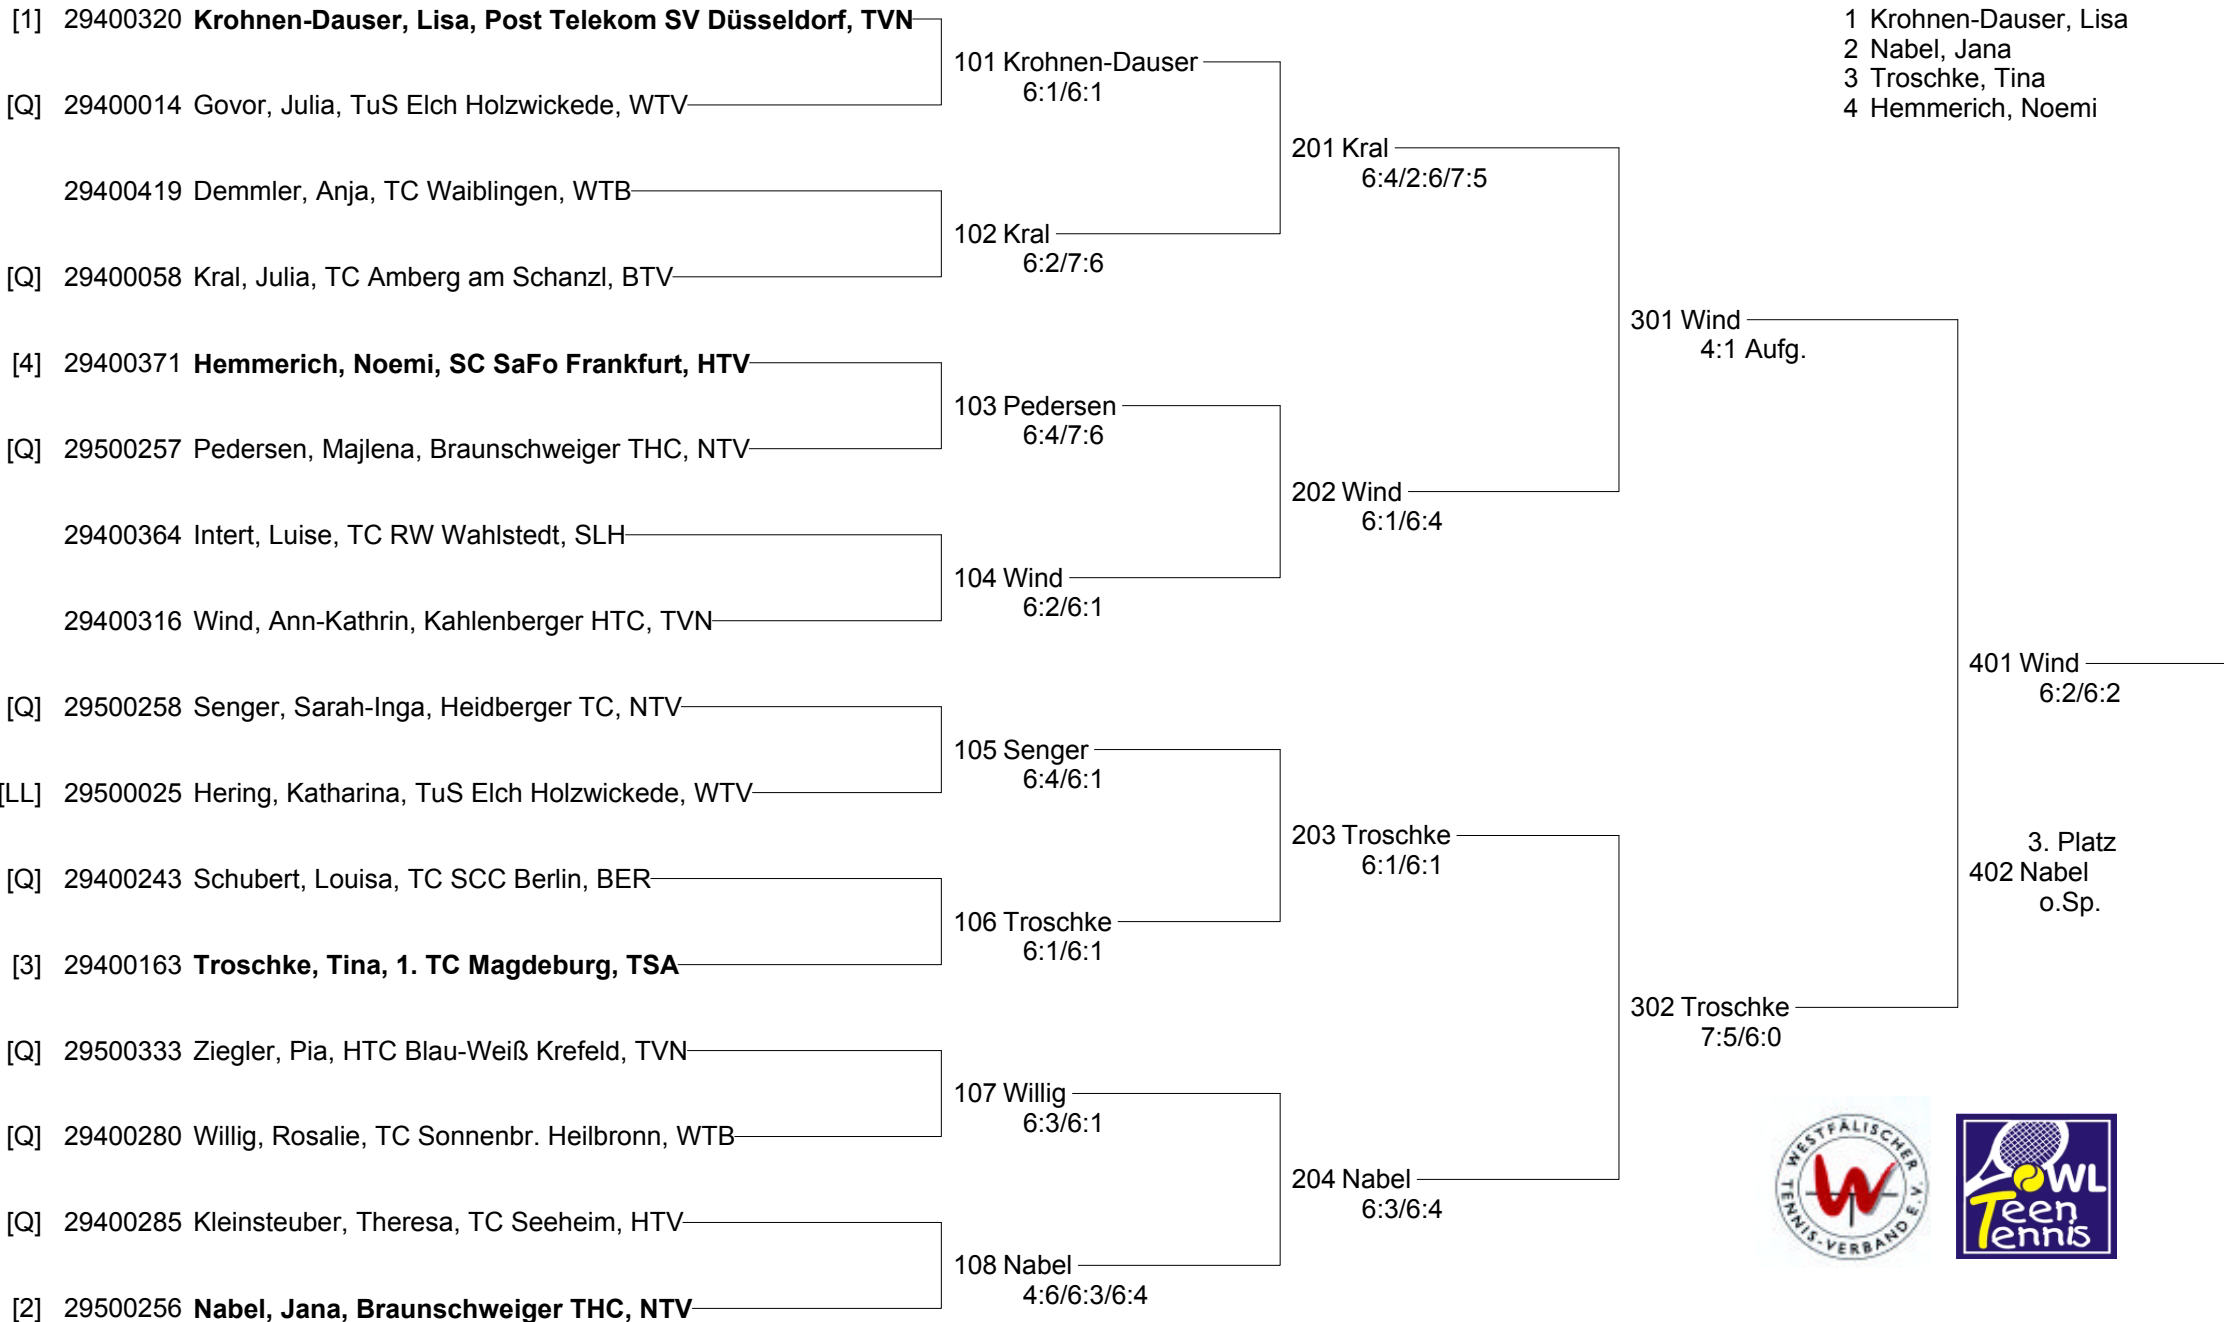 [1] 29400320 Krohnen-Dauser, Lisa, Post Telekom SV Düsseldorf, TVN
[Q] 29400014 Govor, Julia, TuS Elch Holzwickede, WTV
29400419 Demmler, Anja, TC Waiblingen, WTB
[Q] 29400058 Kral, Julia, TC Amberg am Schanzl, BTV
[4] 29400371 Hemmerich, Noemi, SC SaFo Frankfurt, HTV
[Q] 29500257 Pedersen, Majlena, Braunschweiger THC, NTV
29400364 Intert, Luise, TC RW Wahlstedt, SLH
29400316 Wind, Ann-Kathrin, Kahlenberger HTC, TVN
[Q] 29500258 Senger, Sarah-Inga, Heidberger TC, NTV
[LL] 29500025 Hering, Katharina, TuS Elch Holzwickede, WTV
[Q] 29400243 Schubert, Louisa, TC SCC Berlin, BER
[3] 29400163 Troschke, Tina, 1. TC Magdeburg, TSA
[Q] 29500333 Ziegler, Pia, HTC Blau-Weiß Krefeld, TVN
[Q] 29400280 Willig, Rosalie, TC Sonnenbr. Heilbronn, WTB
[Q] 29400285 Kleinsteuber, Theresa, TC Seeheim, HTV
[2] 29500256 Nabel, Jana, Braunschweiger THC, NTV
101 Krohnen-Dauser
6:1/6:1
102 Kral
6:2/7:6
103 Pedersen
6:4/7:6
104 Wind
6:2/6:1
105 Senger
6:4/6:1
106 Troschke
6:1/6:1
107 Willig
6:3/6:1
108 Nabel
4:6/6:3/6:4
201 Kral
6:4/2:6/7:5
202 Wind
6:1/6:4
203 Troschke
6:1/6:1
204 Nabel
6:3/6:4
301 Wind
4:1 Aufg.
302 Troschke
7:5/6:0
401 Wind
6:2/6:2
3. Platz
402 Nabel
o.Sp.
1 Krohnen-Dauser, Lisa
2 Nabel, Jana
3 Troschke, Tina
4 Hemmerich, Noemi
WESTFÄLISCHER
TENNIS-VERBAND E.V.
OWL
Teen
Tennis